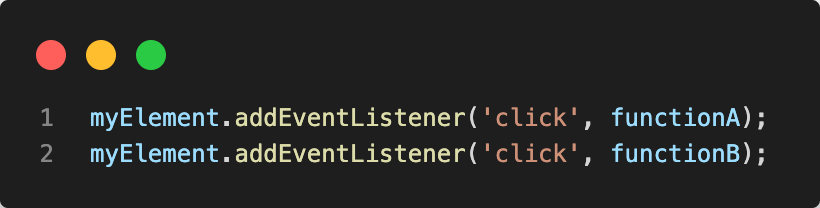 1 myElement.addEventListener('click', functionA);
2 myElement.addEventListener('click', functionB);